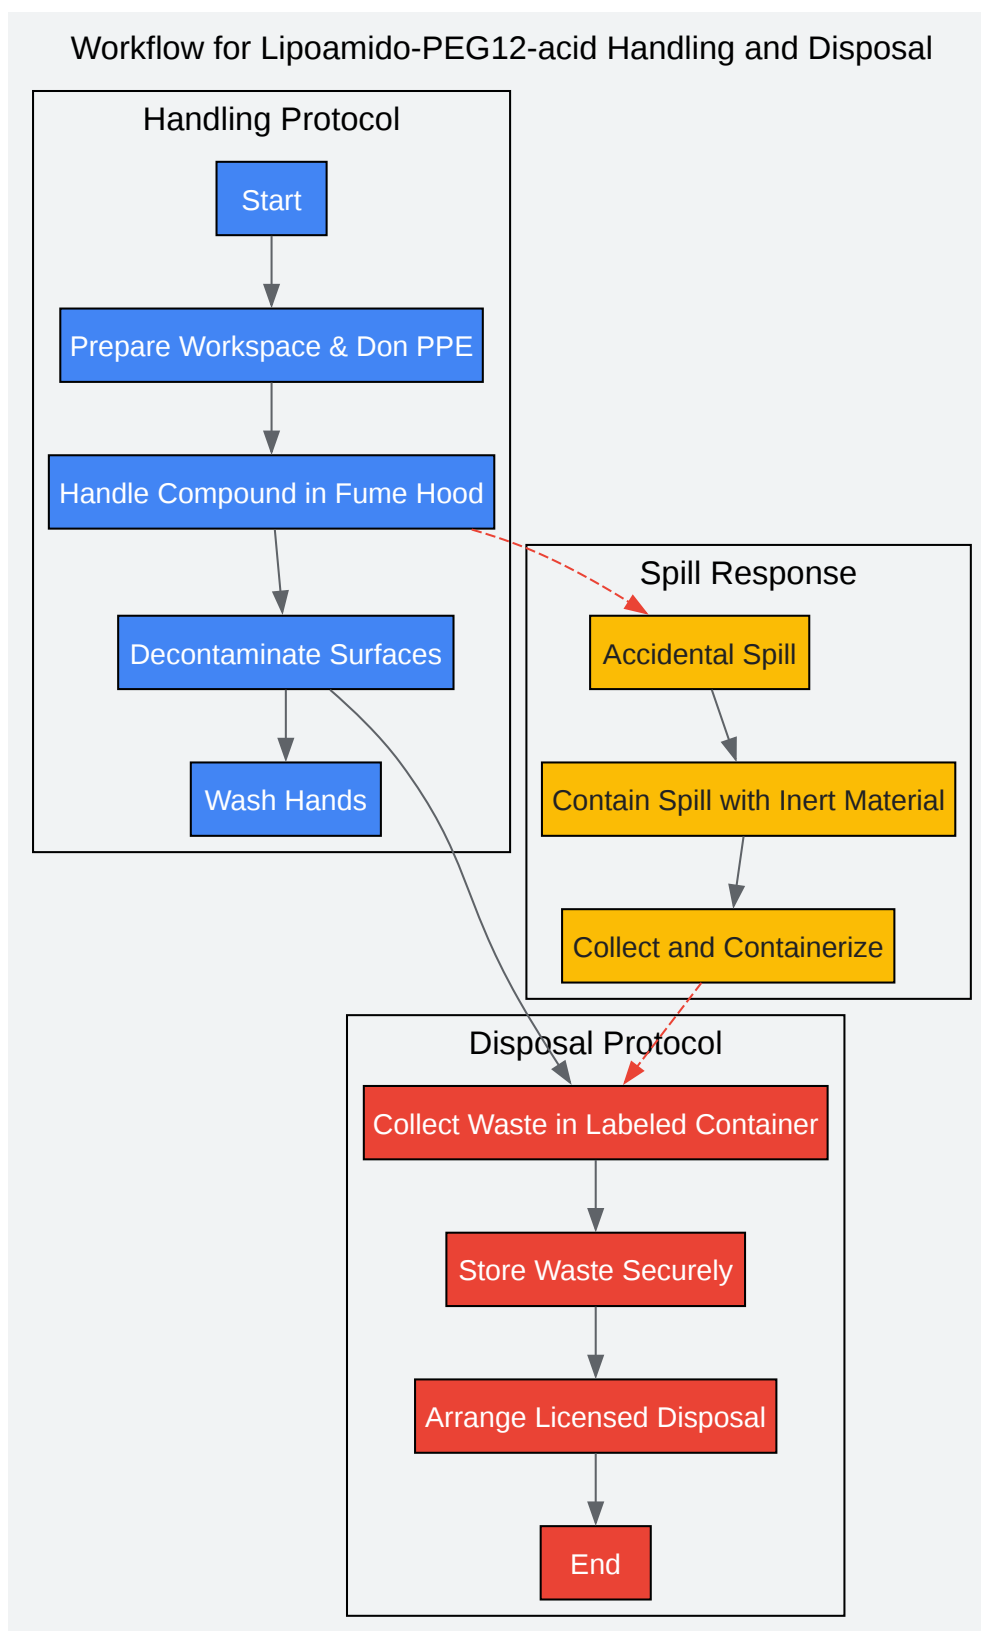 Workflow for Lipoamido-PEG12-acid Handling and Disposal
Handling Protocol
Start
Prepare Workspace & Don PPE
Handle Compound in Fume Hood
Decontaminate Surfaces
Wash Hands
Spill Response
Accidental Spill
Contain Spill with Inert Material
Collect and Containerize
Disposal Protocol
Collect Waste in Labeled Container
Store Waste Securely
Arrange Licensed Disposal
End